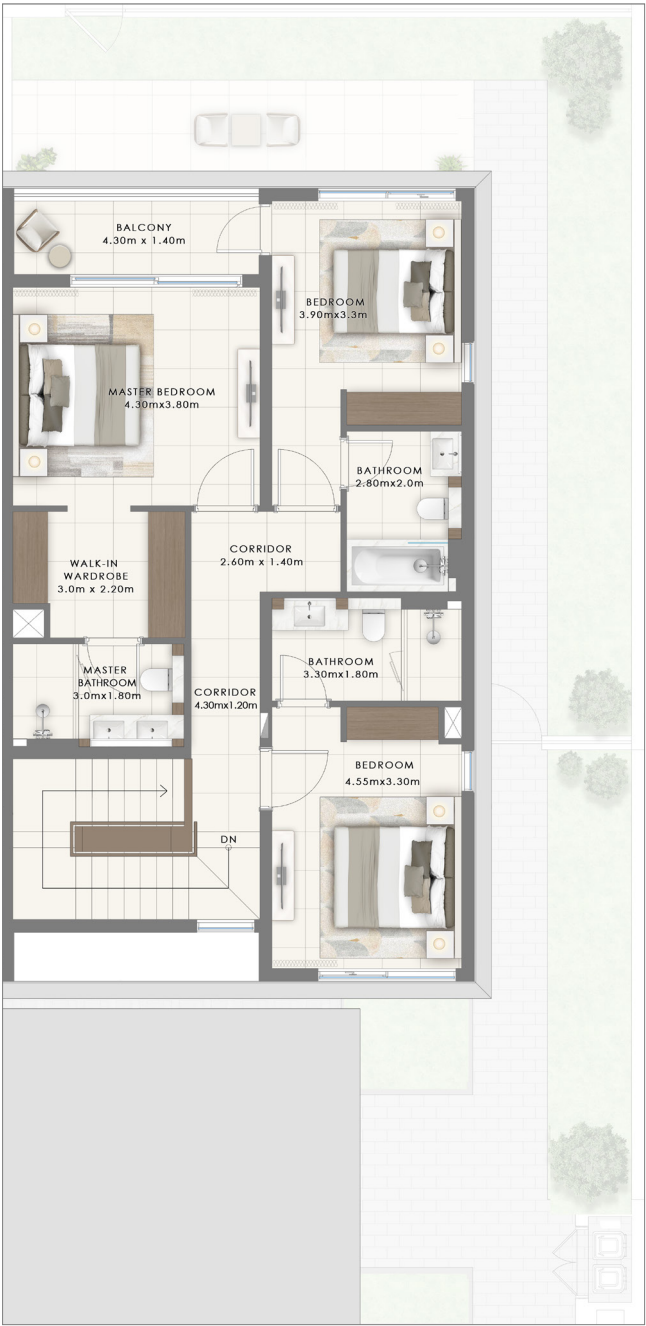 BALCONY
4.30m x 1.40m
BEDROOM
3.90mx3.3m
MASTER BEDROOM
4.30mx3.80m
BATHROOM
2.80mx2.0m
CORRIDOR
2.60m x 1.40m
WALK-IN
WARDROBE
3.0m x 2.20m
BATHROOM
3.30mx1.80m
MASTER
BATHROOM
3.0mx1.80m
CORRIDOR
4.30mx1.20m
BEDROOM
4.55mx3.30m
DN